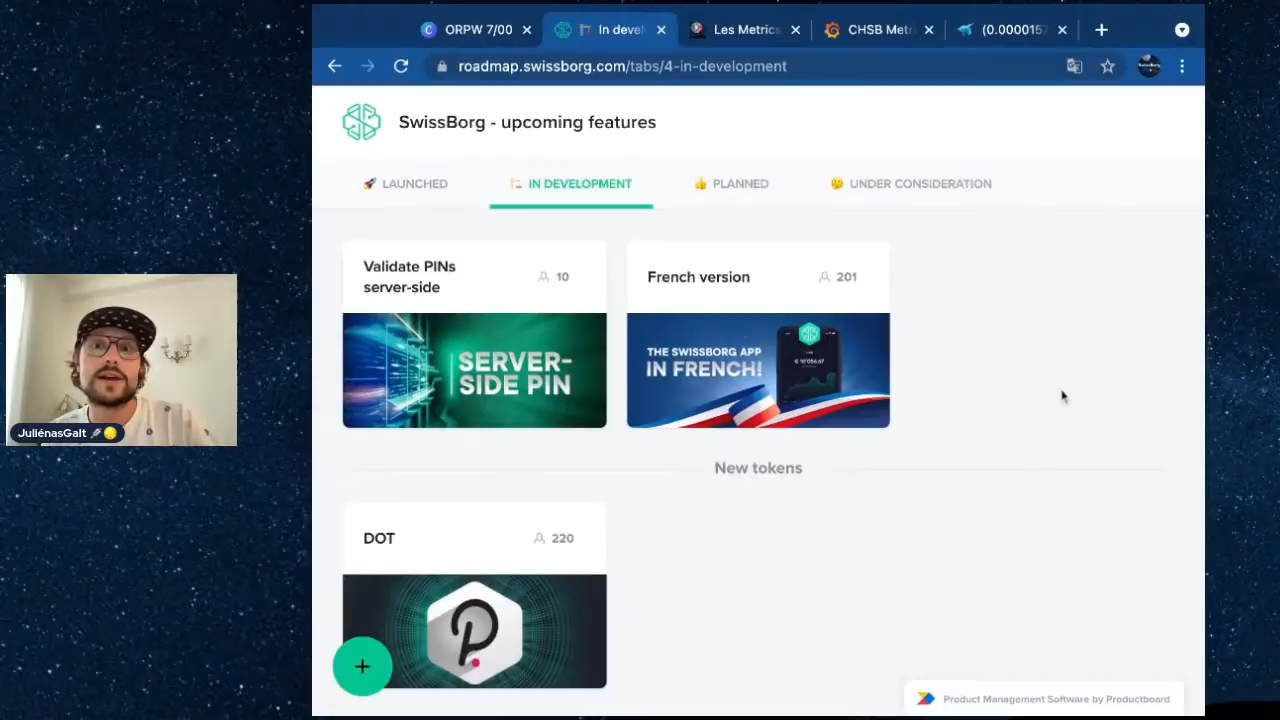 ORPW 7/00
In devel
Les Metrics
CHSB Metr
(0.0000157
roadmap.swissborg.com/tabs/4-in-development
SwissBorg - upcoming features
LAUNCHED
IN DEVELOPMENT
PLANNED
UNDER CONSIDERATION
Validate PINs
server-side
10
French version
201
SERVER-
SIDE PIN
THE SWISSBORG APP
IN FRENCH!
New tokens
DOT
220
JuliénasGalt
Product Management Software by Productboard